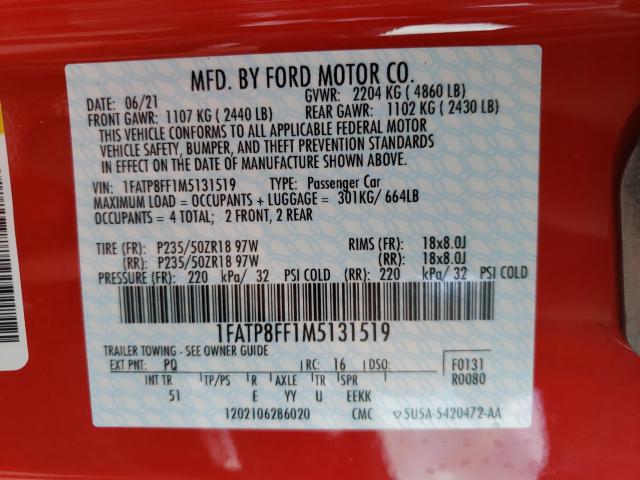 MFD. BY FORD MOTOR CO.
DATE: 06/21 GVWR: 2204 KG ( 4860 LB)
FRONT GAWR: 1107 KG ( 2440 LB) REAR GAWR: 1102 KG ( 2430 LB)
THIS VEHICLE CONFORMS TO ALL APPLICABLE FEDERAL MOTOR
VEHICLE SAFETY, BUMPER, AND THEFT PREVENTION STANDARDS
IN EFFECT ON THE DATE OF MANUFACTURE SHOWN ABOVE.
VIN: 1FATP8FF1M5131519 TYPE: Passenger Car
MAXIMUM LOAD = OCCUPANTS + LUGGAGE = 301KG/ 664LB
OCCUPANTS = 4 TOTAL; 2 FRONT, 2 REAR
TIRE (FR): P235/50ZR18 97W RIMS (FR): 18x8.0J
(RR): P235/50ZR18 97W (RR): 18x8.0J
PRESSURE (FR): 220 kPa/ 32 PSI COLD (RR): 220 kPa/ 32 PSI COLD
1FATP8FF1M5131519
TRAILER TOWING - SEE OWNER GUIDE
EXT PNT: PQ RC: 16 DSO: F0131
INT TR TP/PS R AXLE TR SPR R0080
51 E YY U EEKK
1202106286020 CMC 5U5A-5420472-AA